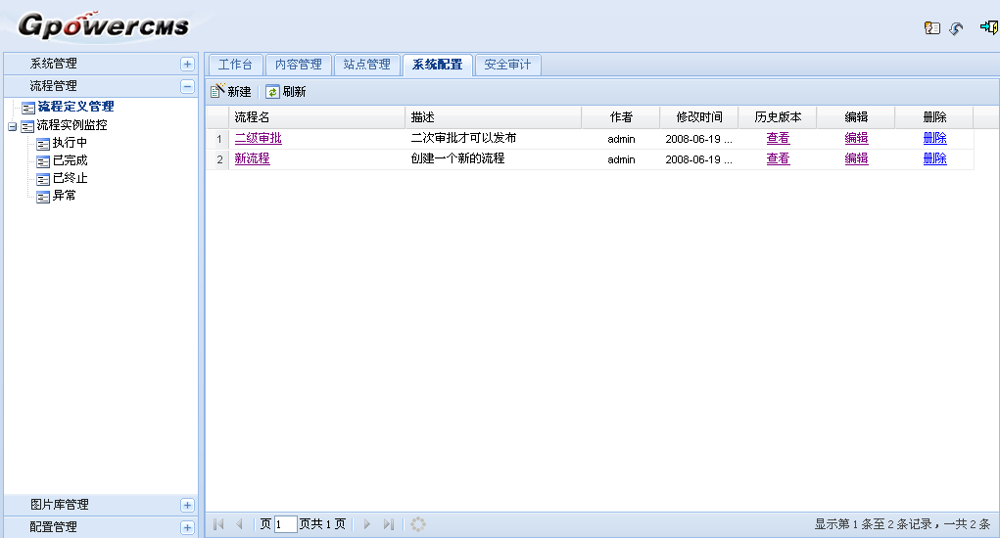 GPOWERCMS
系统管理
流程管理
流程定义管理
流程实例监控
执行中
已完成
已终止
异常
图片库管理
配置管理
工作台 内容管理 站点管理 系统配置 安全审计
新建 刷新
流程名 描述 作者 修改时间 历史版本 编辑 删除
1 二级审批 二次审批才可以发布 admin 2008-06-19 ... 查看 编辑 删除
2 新流程 创建一个新的流程 admin 2008-06-19 ... 查看 编辑 删除
页 1 页共 1 页
显示第 1 条至 2 条记录，一共 2 条